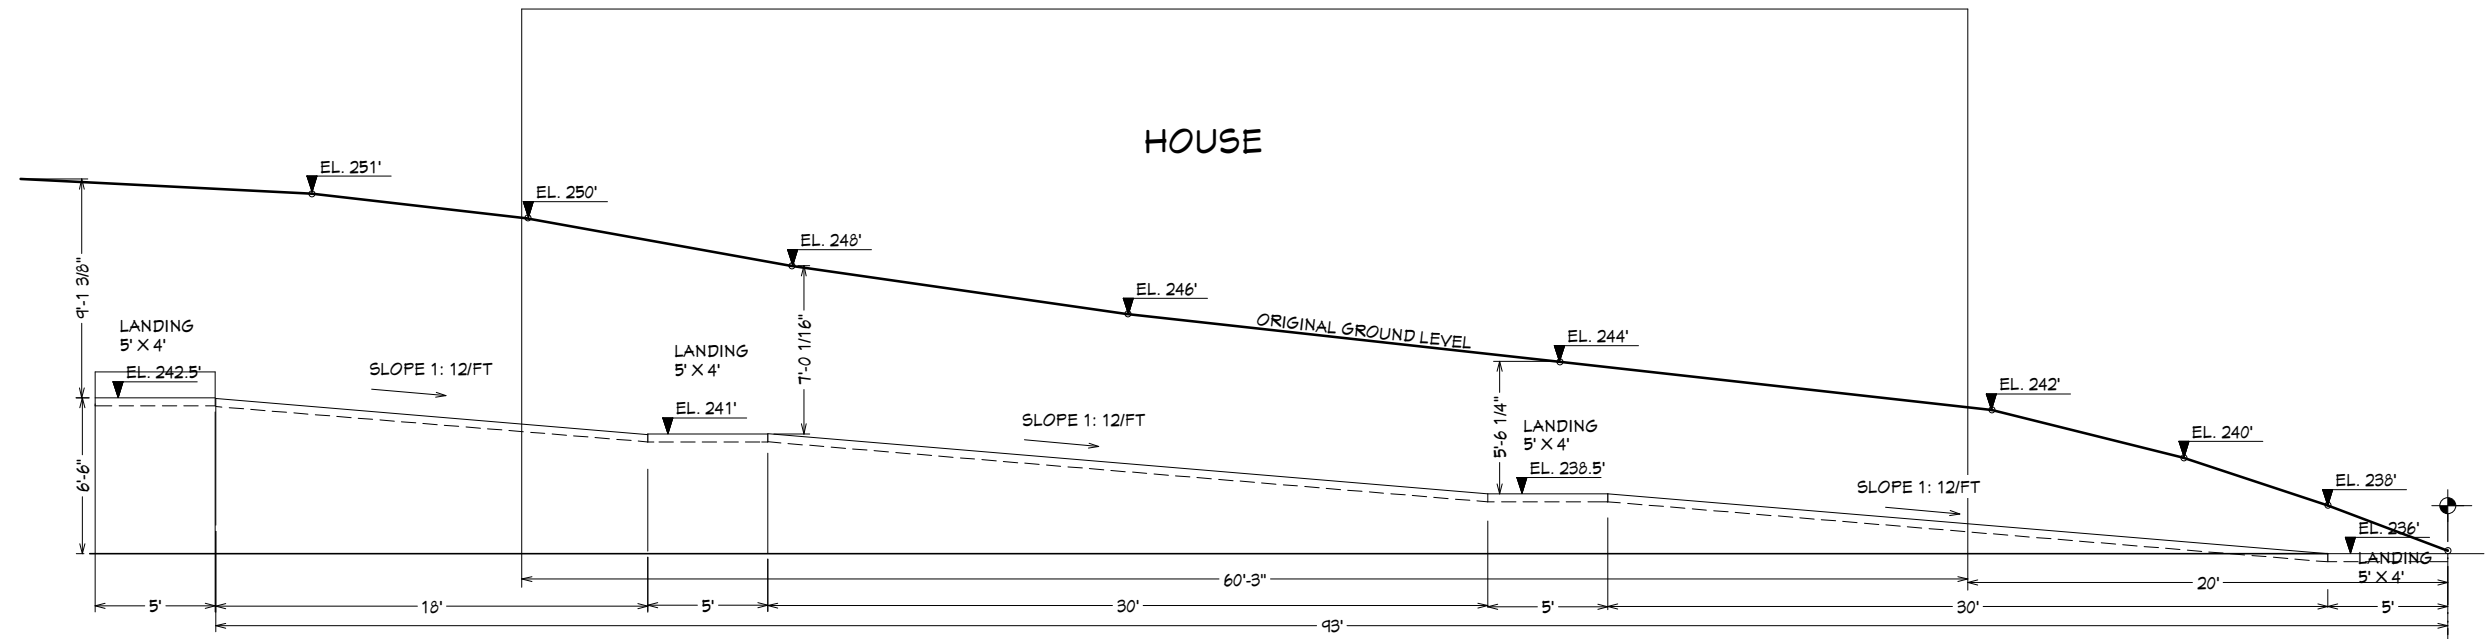 HOUSE
EL. 251'
EL. 250'
EL. 248'
EL. 246'
ORIGINAL GROUND LEVEL
EL. 244'
EL. 242'
EL. 240'
EL. 238'
EL. 236'
LANDING
5' X 4'
9'-1 3/8"
LANDING
5' X 4'
EL. 242.5'
SLOPE 1: 12/FT
LANDING
5' X 4'
EL. 241'
7'-0 1/16"
SLOPE 1: 12/FT
5'-6 1/4"
LANDING
5' X 4'
EL. 238.5'
SLOPE 1: 12/FT
6'-6"
60'-3"
20'
5'
18'
5'
30'
5'
30'
5'
93'